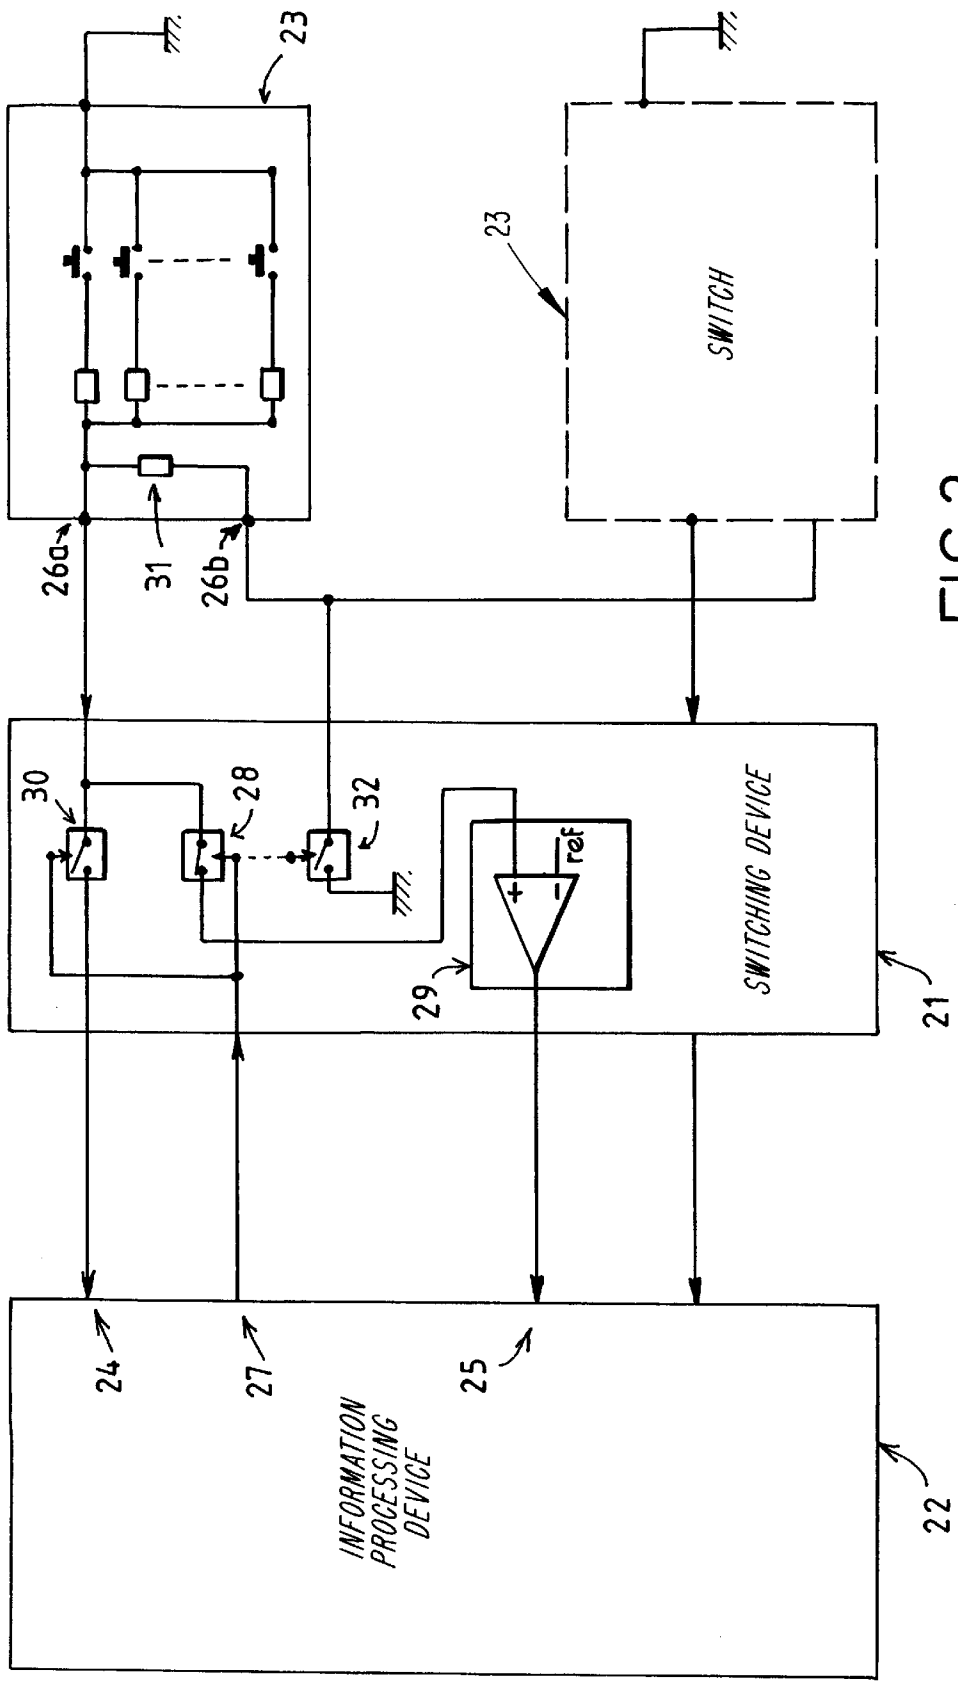 30
26a
24
31
26b
28
27
23
INFORMATION
PROCESSING
DEVICE
32
29
25
23
+
−
ref
SWITCH
SWITCHING DEVICE
22
21
FIG